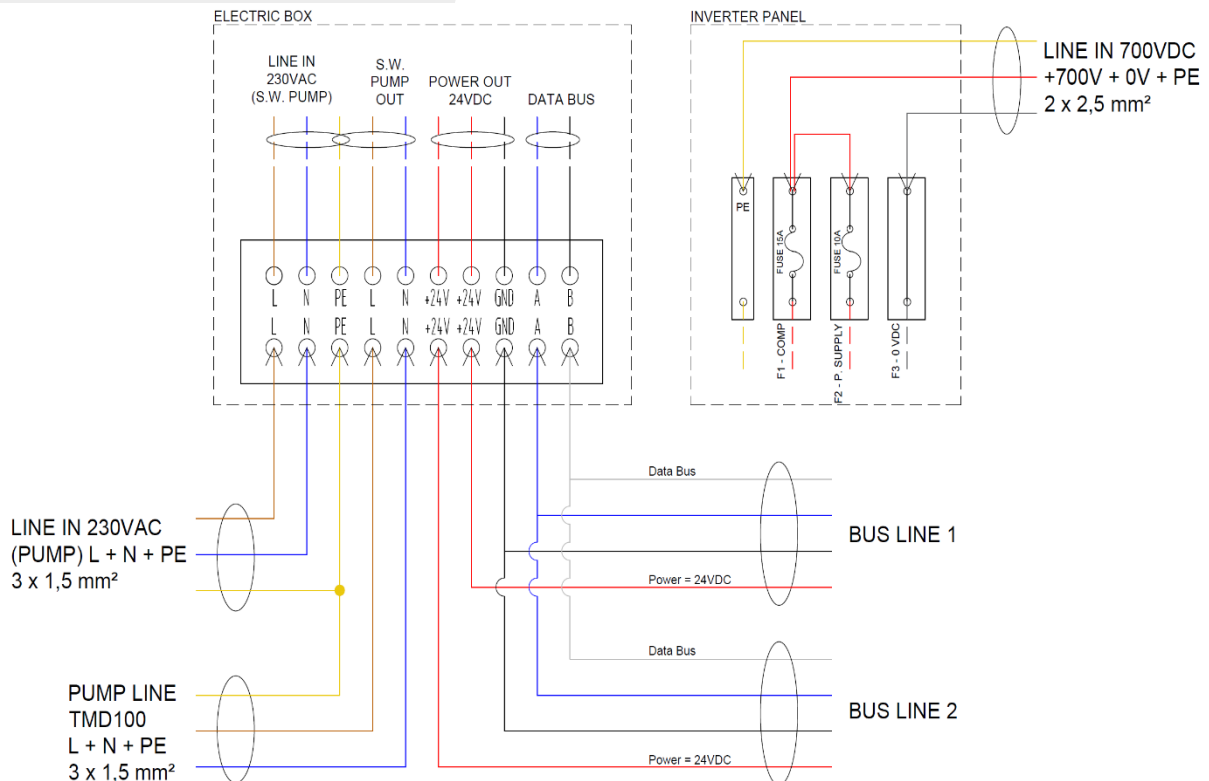 ELECTRIC BOX
LINE IN
230VAC
(S.W. PUMP)
S.W.
PUMP
OUT
POWER OUT
24VDC
DATA BUS
L N PE L N +24V +24V GND A B
L N PE L N +24V +24V GND A B
INVERTER PANEL
LINE IN 700VDC
+700V + 0V + PE
2 x 2,5 mm²
PE
FUSE 15A
FUSE 10A
F1 - COMP
F2 - P. SUPPLY
F3 - 0 VDC
LINE IN 230VAC
(PUMP) L + N + PE
3 x 1,5 mm²
Data Bus
BUS LINE 1
Power = 24VDC
PUMP LINE
TMD100
L + N + PE
3 x 1,5 mm²
Data Bus
BUS LINE 2
Power = 24VDC